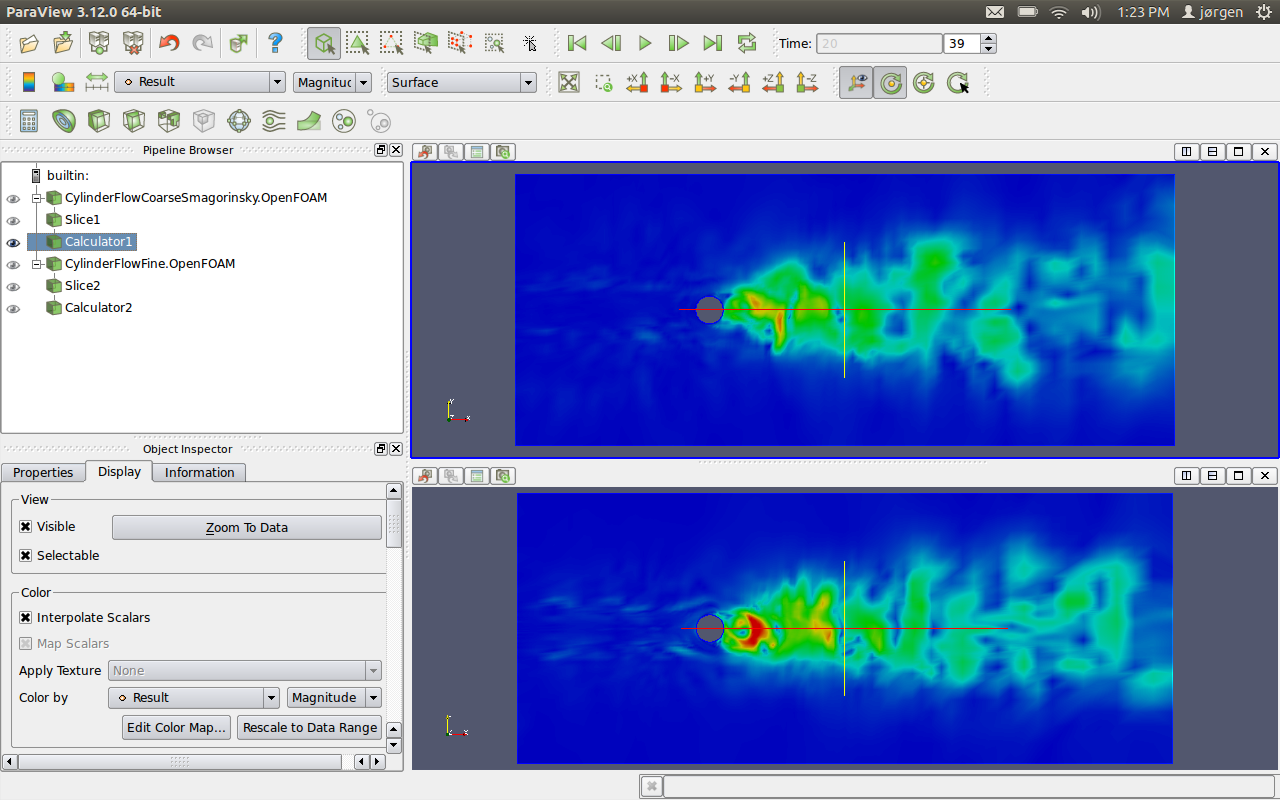 ParaView 3.12.0 64-bit
1:23 PM
jørgen
?
Time: 20 39
+X -X +Y -Y +Z -Z
Result Magnituc Surface
Pipeline Browser
builtin:
CylinderFlowCoarseSmagorinsky.OpenFOAM
Slice1
Calculator1
CylinderFlowFine.OpenFOAM
Slice2
Calculator2
Object Inspector
Properties Display Information
View
Visible
Zoom To Data
Selectable
Color
Interpolate Scalars
Map Scalars
Apply Texture None
Color by Result Magnitude
Edit Color Map... Rescale to Data Range